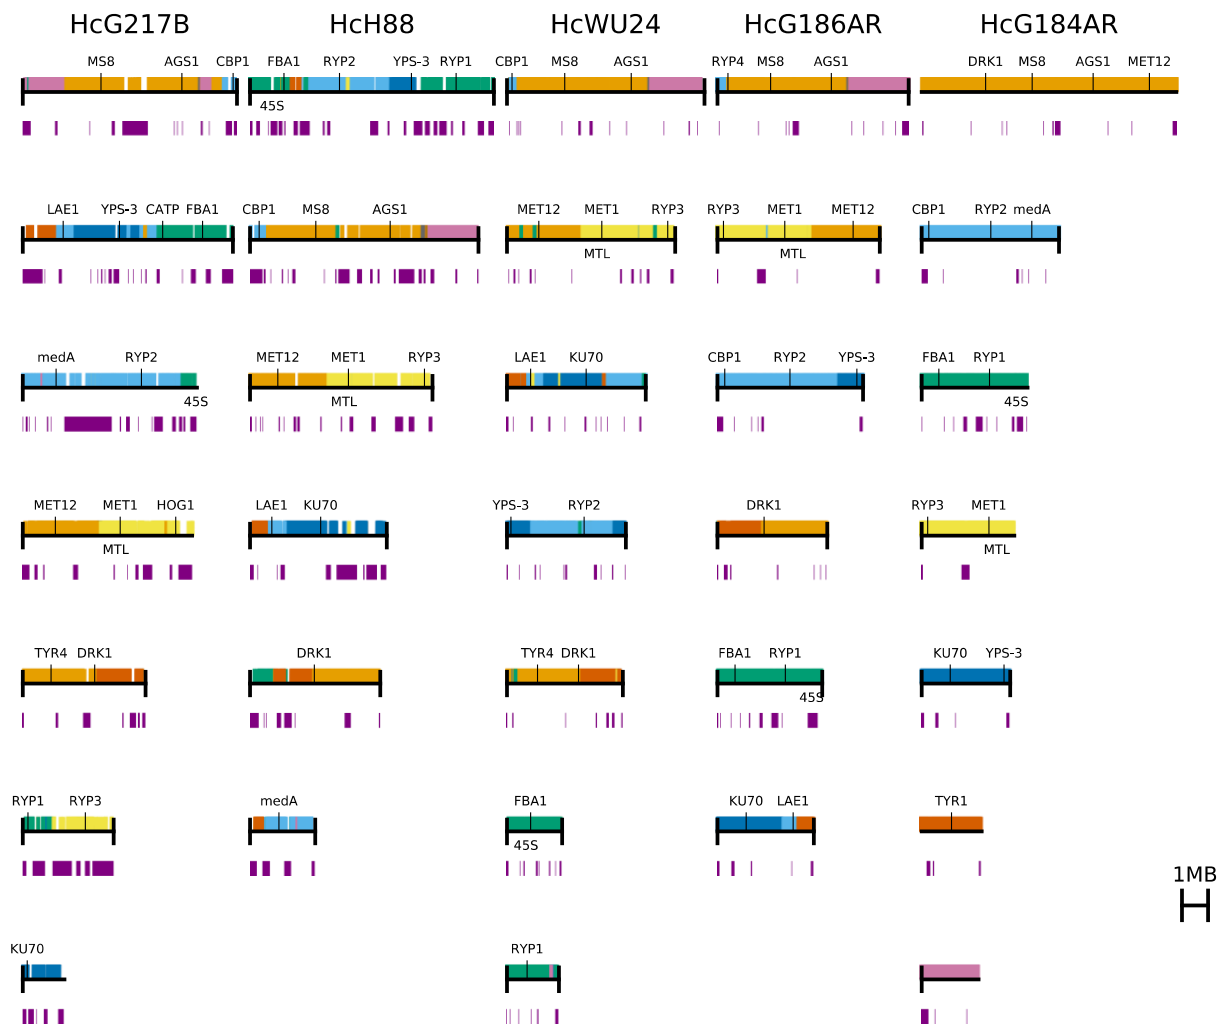 HcG217B HcH88 HcWU24 HcG186AR HcG184AR
MS8 AGS1 CBP1 FBA1 RYP2 YPS-3 RYP1 CBP1 MS8 AGS1 RYP4 MS8 AGS1 DRK1 MS8 AGS1 MET12
45S
LAE1 YPS-3 CATP FBA1 CBP1 MS8 AGS1 MET12 MET1 RYP3 RYP3 MET1 MET12 CBP1 RYP2 medA
MTL MTL
medA RYP2 MET12 MET1 RYP3 LAE1 KU70 CBP1 RYP2 YPS-3 FBA1 RYP1
45S MTL 45S
MET12 MET1 HOG1 LAE1 KU70 YPS-3 RYP2 DRK1 RYP3 MET1
MTL MTL
TYR4 DRK1 DRK1 TYR4 DRK1 FBA1 RYP1 KU70 YPS-3
45S
RYP1 RYP3 medA FBA1 KU70 LAE1 TYR1
45S
1MB
KU70 RYP1